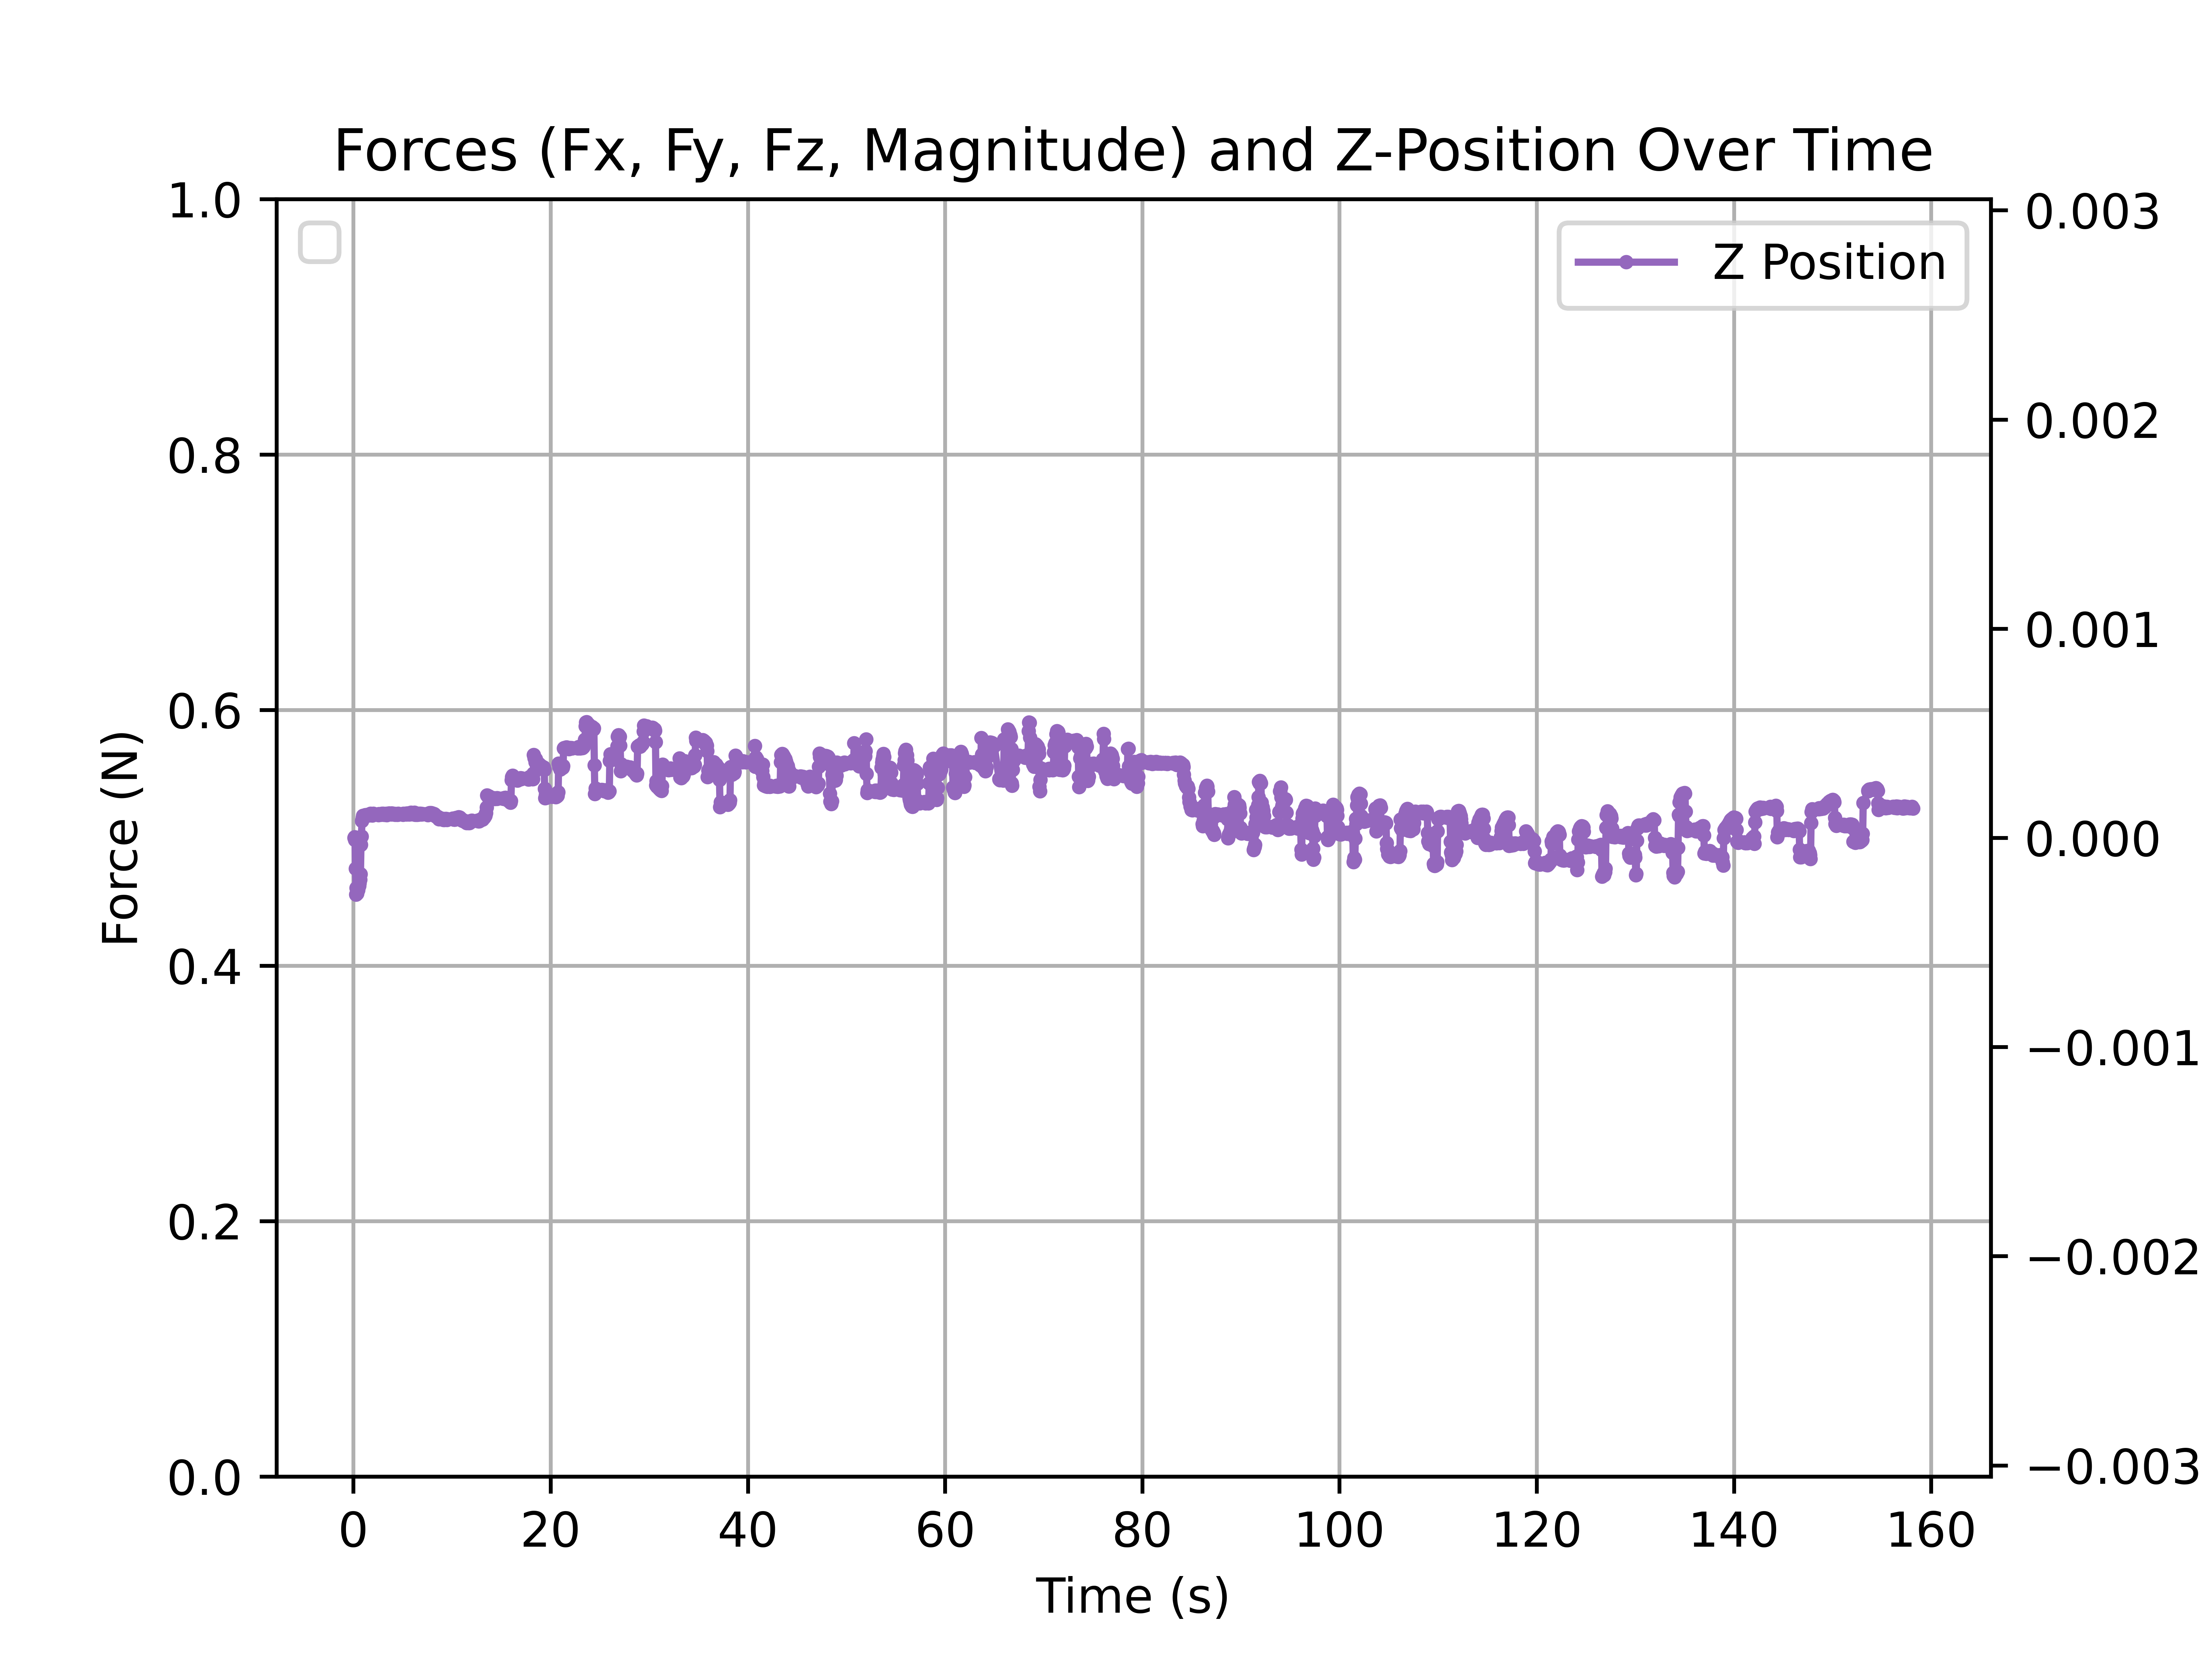 Forces (Fx, Fy, Fz, Magnitude) and Z-Position Over Time
Z Position
Force (N)
1.0
0.8
0.6
0.4
0.2
0.0
0.003
0.002
0.001
0.000
−0.001
−0.002
−0.003
0 20 40 60 80 100 120 140 160
Time (s)